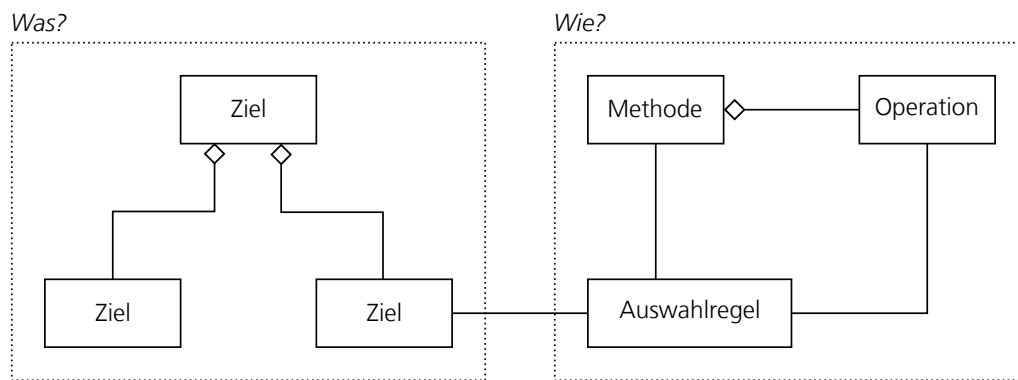 Was?
Ziel
Ziel
Ziel
Wie?
Methode
Operation
Auswahlregel